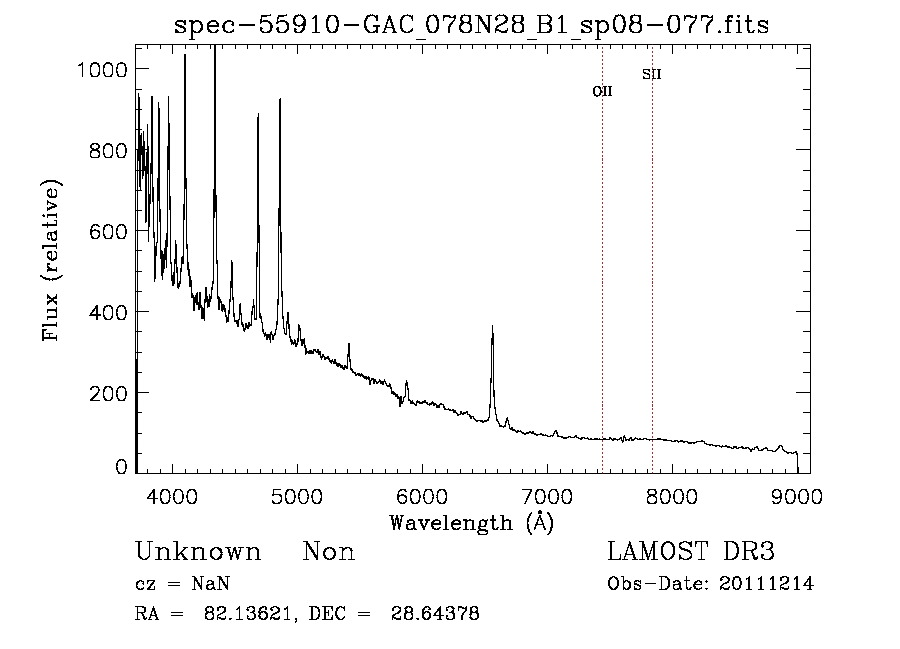 spec-55910-GAC_078N28_B1_sp08-077.fits
1000
800
600
400
200
0
Flux (relative)
OII
SII
4000 5000 6000 7000 8000 9000
Wavelength (Å)
Unknown Non
LAMOST DR3
cz = NaN
Obs-Date: 20111214
RA = 82.13621, DEC = 28.64378